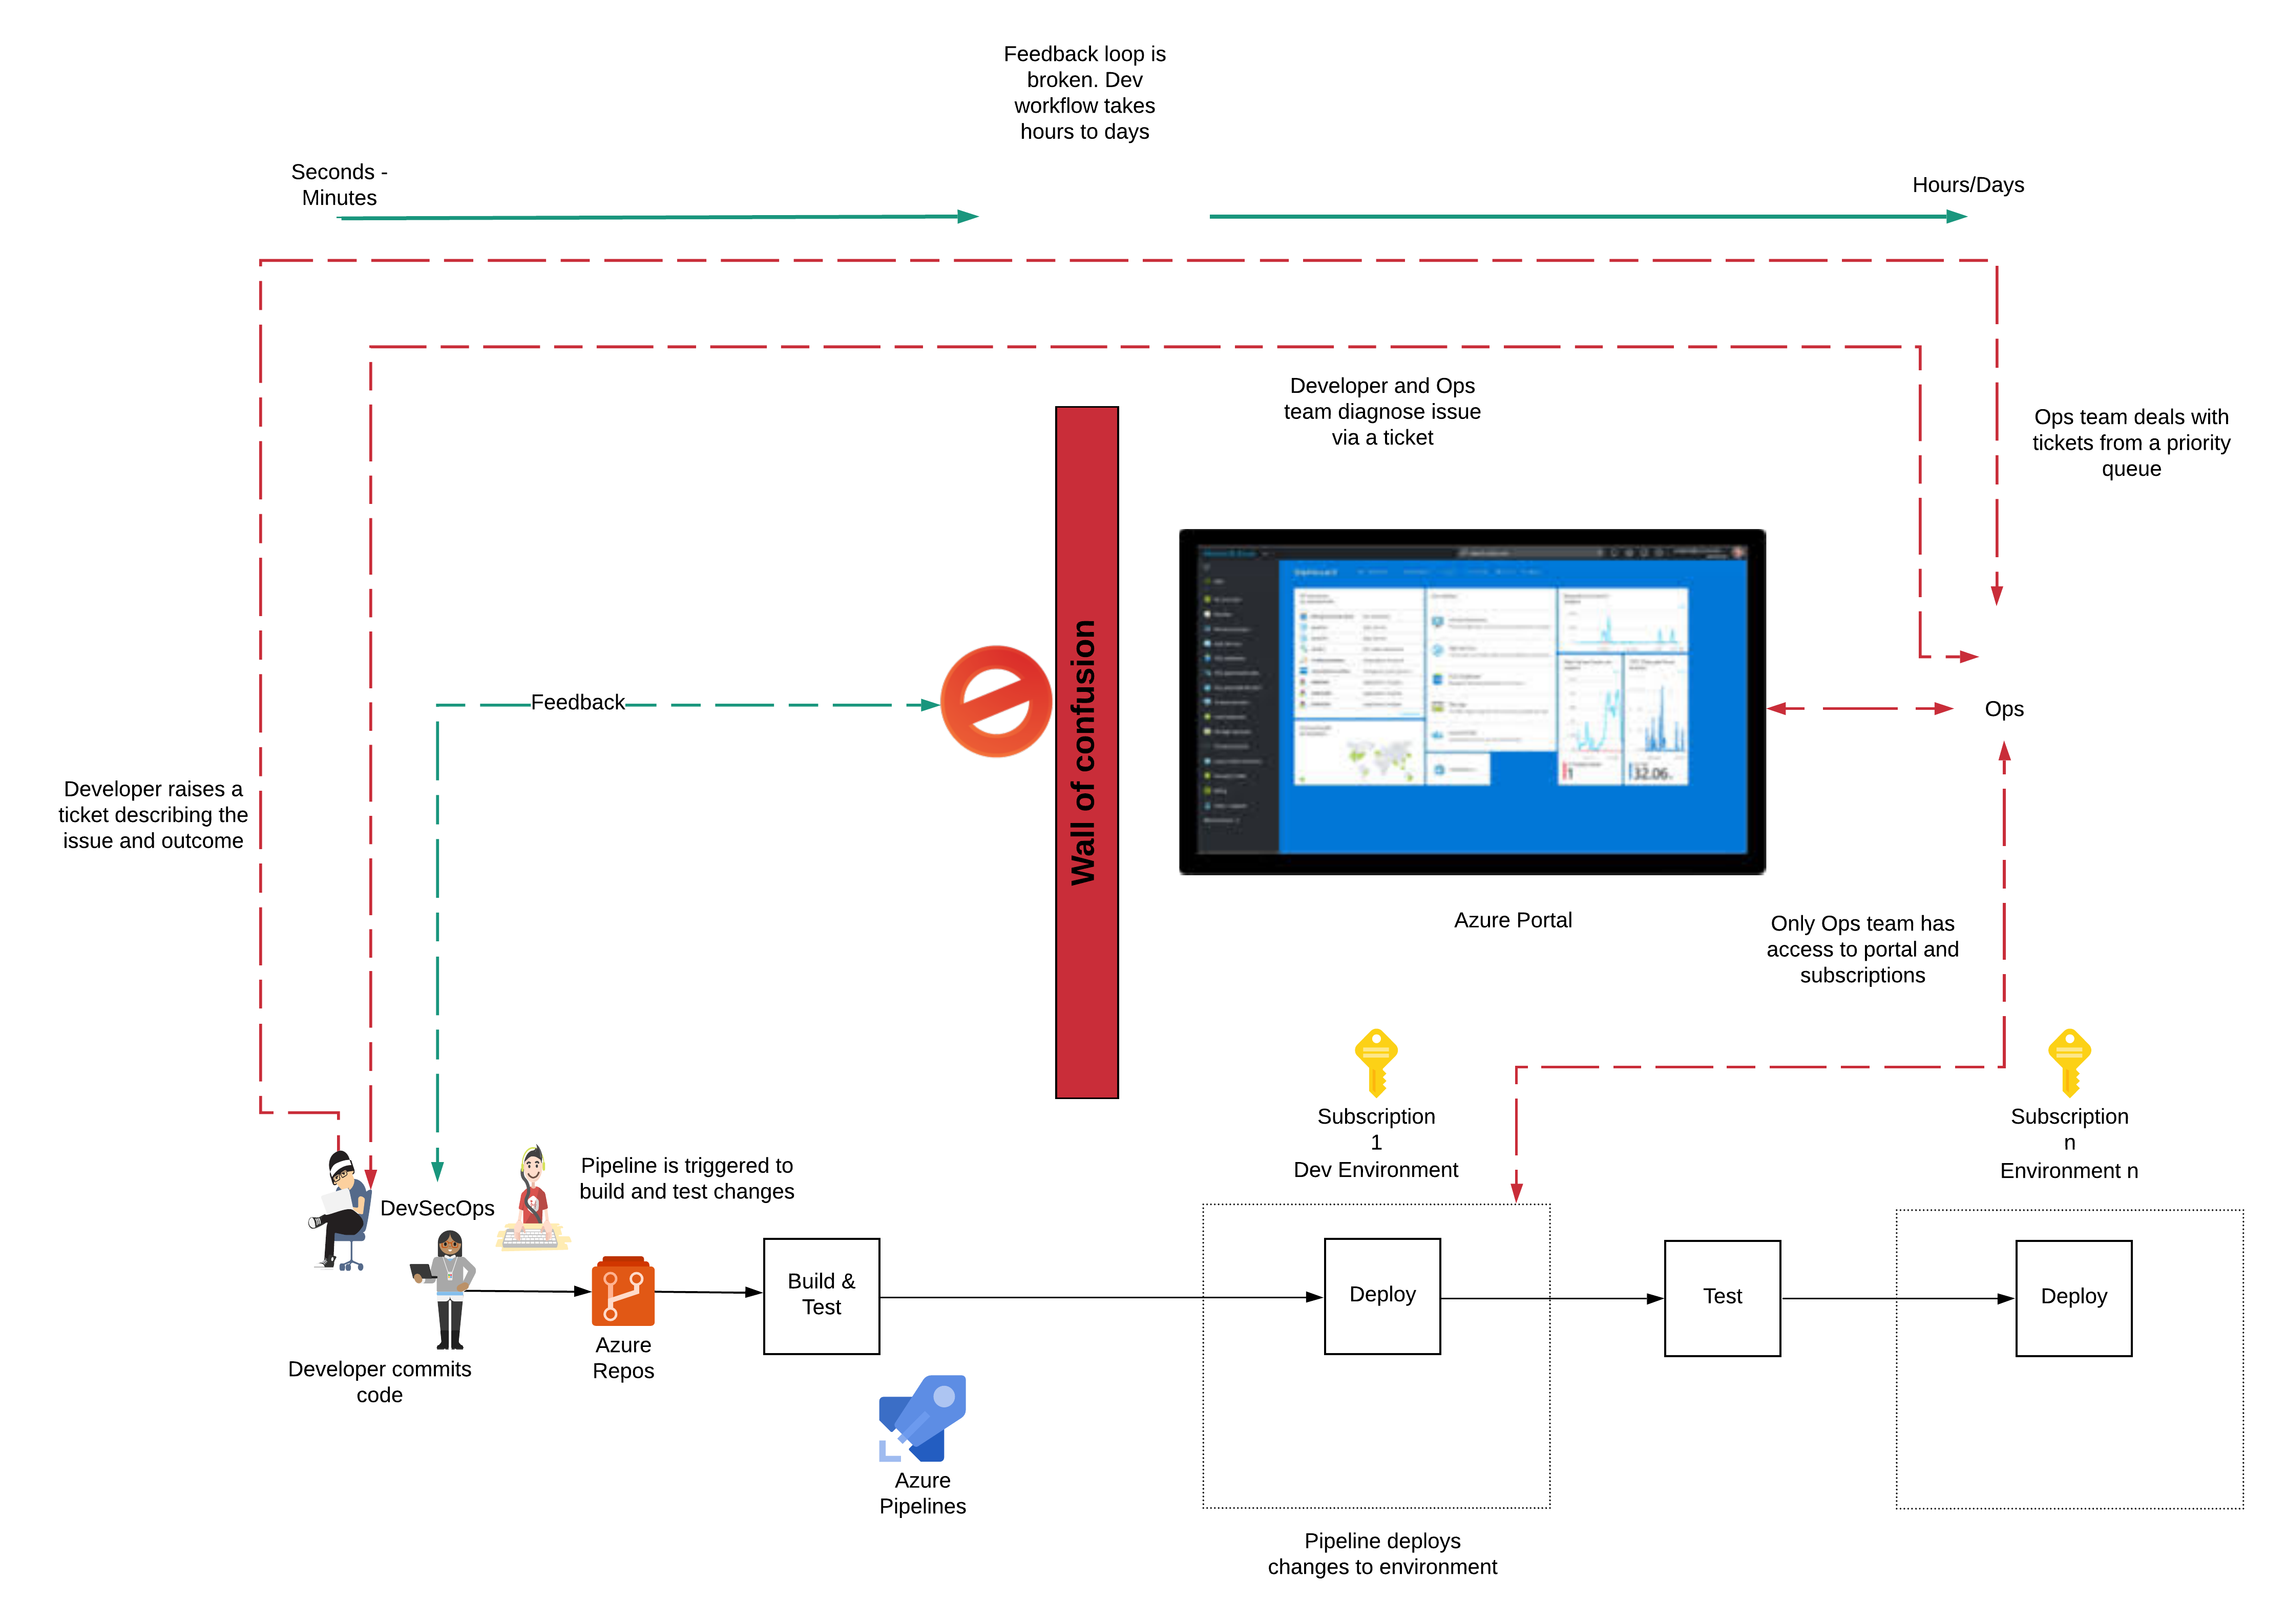 Feedback loop is
broken. Dev
workflow takes
hours to days
Seconds -
Minutes
Hours/Days
Developer and Ops
team diagnose issue
via a ticket
Ops team deals with
tickets from a priority
queue
Wall of confusion
Feedback
Ops
Developer raises a
ticket describing the
issue and outcome
1
32.06
Azure Portal
Only Ops team has
access to portal and
subscriptions
Subscription
1
Dev Environment
Subscription
n
Environment n
Pipeline is triggered to
build and test changes
DevSecOps
Build &
Test
Deploy
Test
Deploy
Azure
Repos
Developer commits
code
Azure
Pipelines
Pipeline deploys
changes to environment